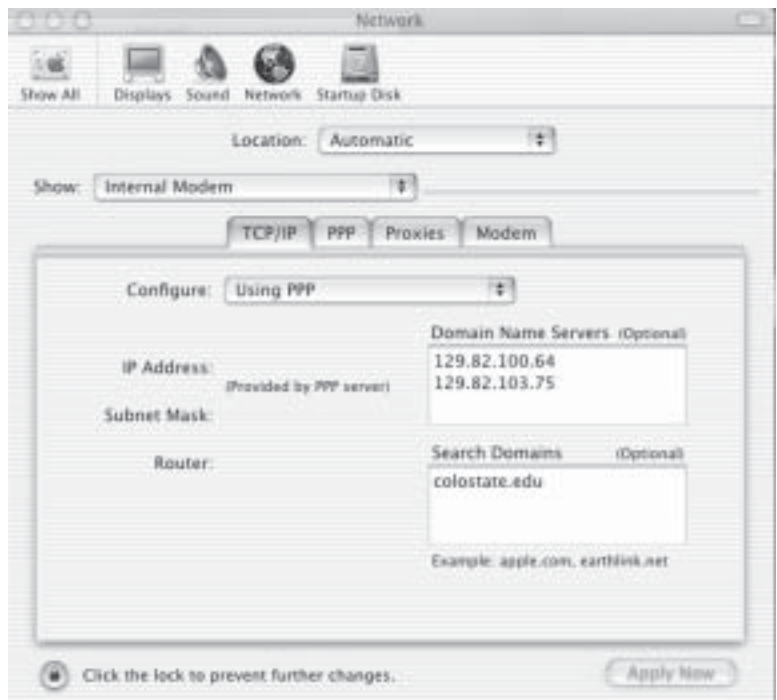 Network
Show All Displays Sound Network Startup Disk
Location: Automatic
Show: Internal Modem
TCP/IP PPP Proxies Modem
Configure: Using PPP
Domain Name Servers (Optional)
IP Address:
(Provided by PPP server)
129.82.100.64
129.82.103.75
Subnet Mask:
Router:
Search Domains (Optional)
colostate.edu
Example: apple.com, earthlink.net
Click the lock to prevent further changes.
Apply Now